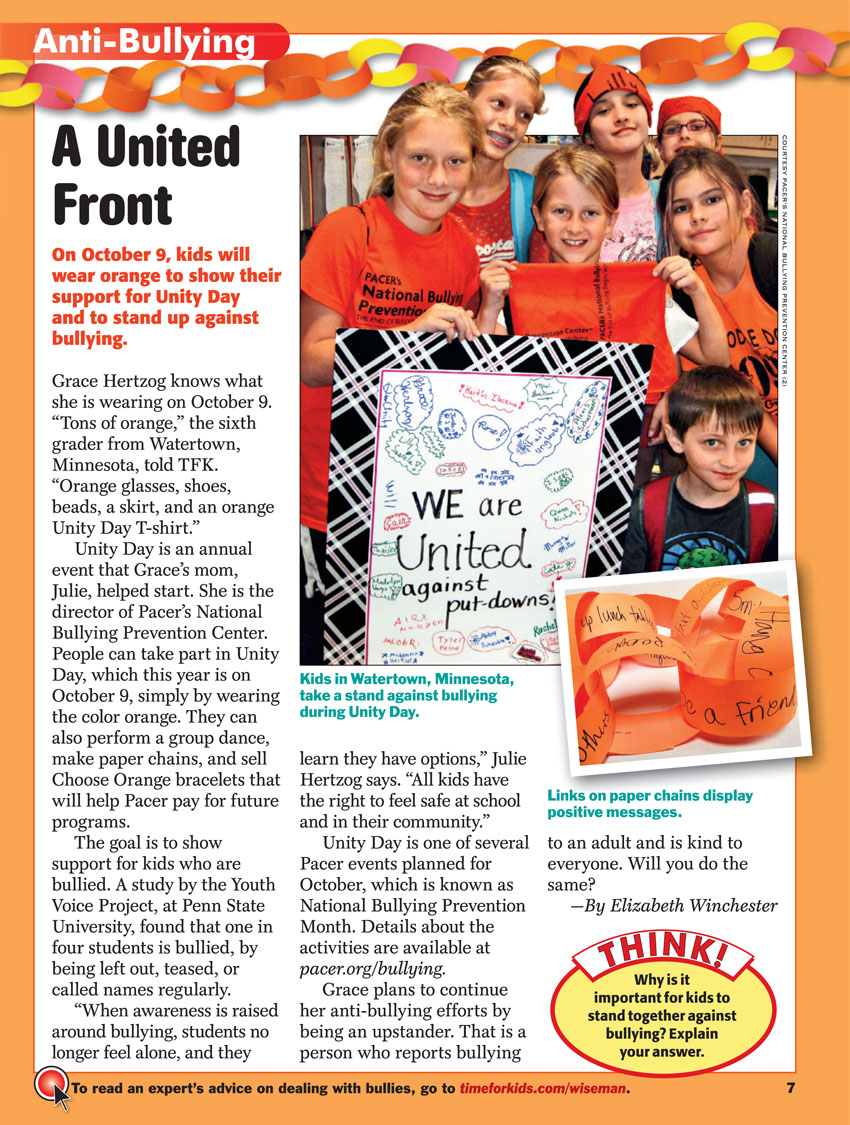 Anti-Bullying
A United
Front
On October 9, kids will
wear orange to show their
support for Unity Day
and to stand up against
bullying.
Grace Hertzog knows what
she is wearing on October 9.
“Tons of orange,” the sixth
grader from Watertown,
Minnesota, told TFK.
“Orange glasses, shoes,
beads, a skirt, and an orange
Unity Day T-shirt.”
Unity Day is an annual
event that Grace’s mom,
Julie, helped start. She is the
director of Pacer’s National
Bullying Prevention Center.
People can take part in Unity
Day, which this year is on
October 9, simply by wearing
the color orange. They can
also perform a group dance,
make paper chains, and sell
Choose Orange bracelets that
will help Pacer pay for future
programs.
The goal is to show
support for kids who are
bullied. A study by the Youth
Voice Project, at Penn State
University, found that one in
four students is bullied, by
being left out, teased, or
called names regularly.
“When awareness is raised
around bullying, students no
longer feel alone, and they
COURTESY PACER'S NATIONAL BULLYING PREVENTION CENTER (2)
PACER's
National Bullying
Prevention
THE END OF
WE are
United
against
put-downs!
Tyler
Paine
Rachel
JACOB R.
Kids in Watertown, Minnesota,
take a stand against bullying
during Unity Day.
learn they have options,” Julie
Hertzog says. “All kids have
the right to feel safe at school
and in their community.”
Unity Day is one of several
Pacer events planned for
October, which is known as
National Bullying Prevention
Month. Details about the
activities are available at
pacer.org/bullying.
Grace plans to continue
her anti-bullying efforts by
being an upstander. That is a
person who reports bullying
up lunch
people
be a Friend
others
Links on paper chains display
positive messages.
to an adult and is kind to
everyone. Will you do the
same?
—By Elizabeth Winchester
THINK!
Why is it
important for kids to
stand together against
bullying? Explain
your answer.
To read an expert’s advice on dealing with bullies, go to timeforkids.com/wiseman.
7